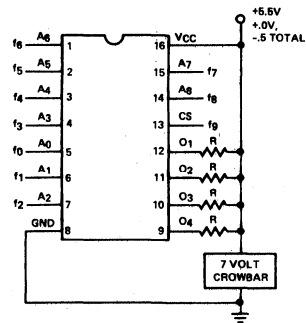 +5.5V
+.0V,
-.5 TOTAL
f6 A6 1 16 VCC
f5 A5 2 15 A7 f7
f4 A4 3 14 A8 f8
f3 A3 4 13 CS f9
f0 A0 5 12 O1 R
f1 A1 6 11 O2 R
f2 A2 7 10 O3 R
GND 8 9 O4 R
7 VOLT
CROWBAR